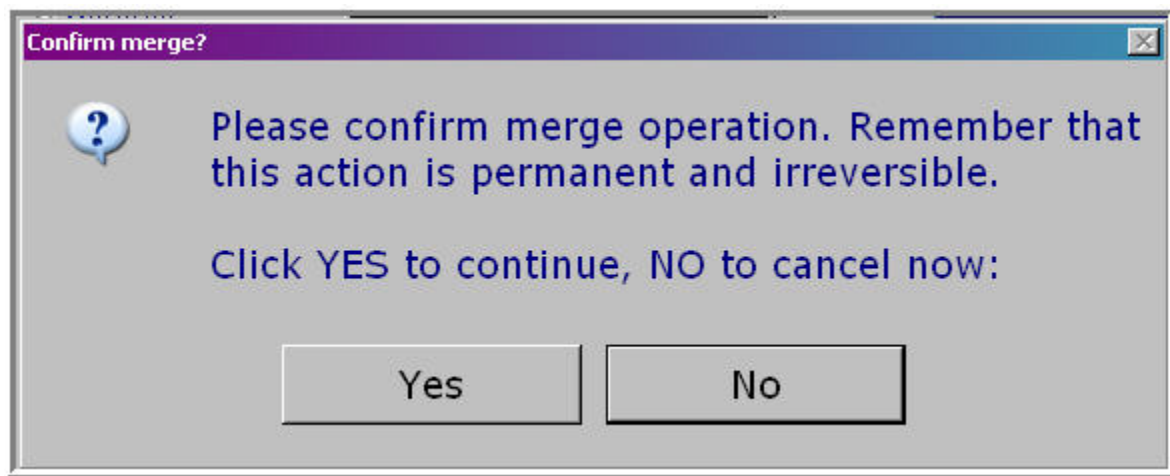 Confirm merge?
Please confirm merge operation. Remember that
this action is permanent and irreversible.
Click YES to continue, NO to cancel now:
Yes
No